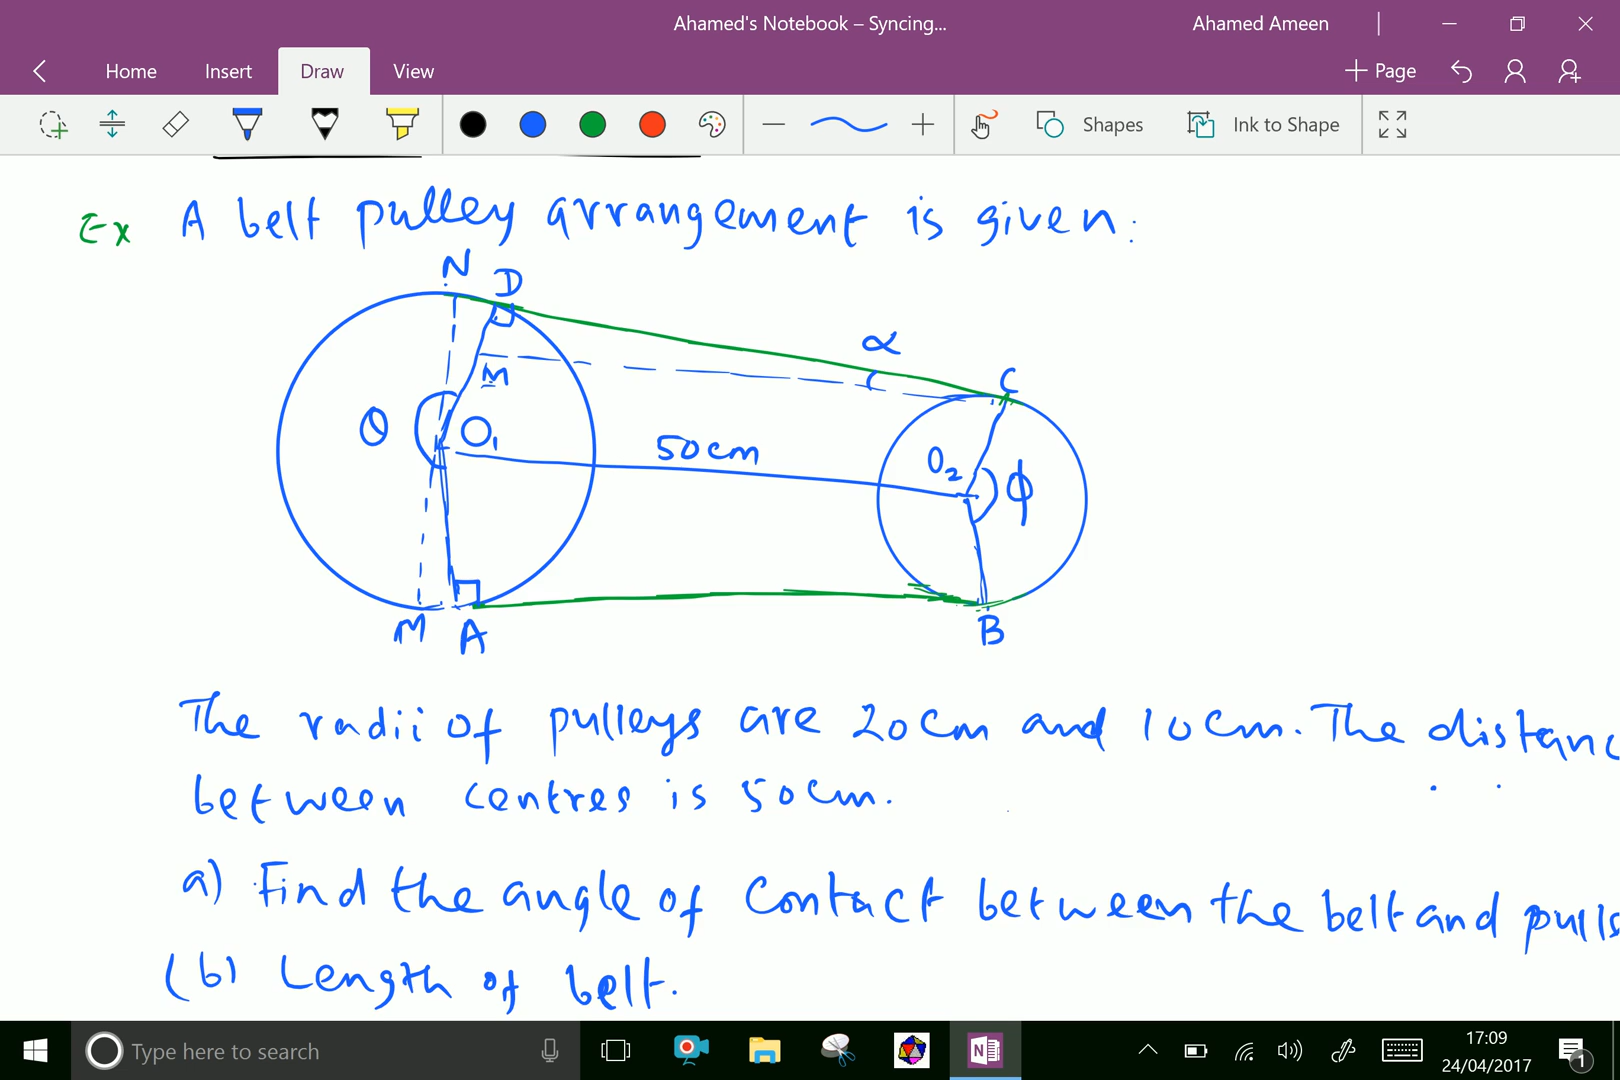 Ahamed's Notebook – Syncing...
Ahamed Ameen
Home Insert Draw View
Page
Shapes Ink to Shape
Ex A belt pulley arrangement is given:
N D
α
M C
θ O1 50cm O2 ϕ
M A B
The radii of pulleys are 20cm and 10cm. The distanc
between centres is 50cm.
a) Find the angle of contact between the belt and pulls
(b) Length of belt.
Type here to search
17:09
24/04/2017
1